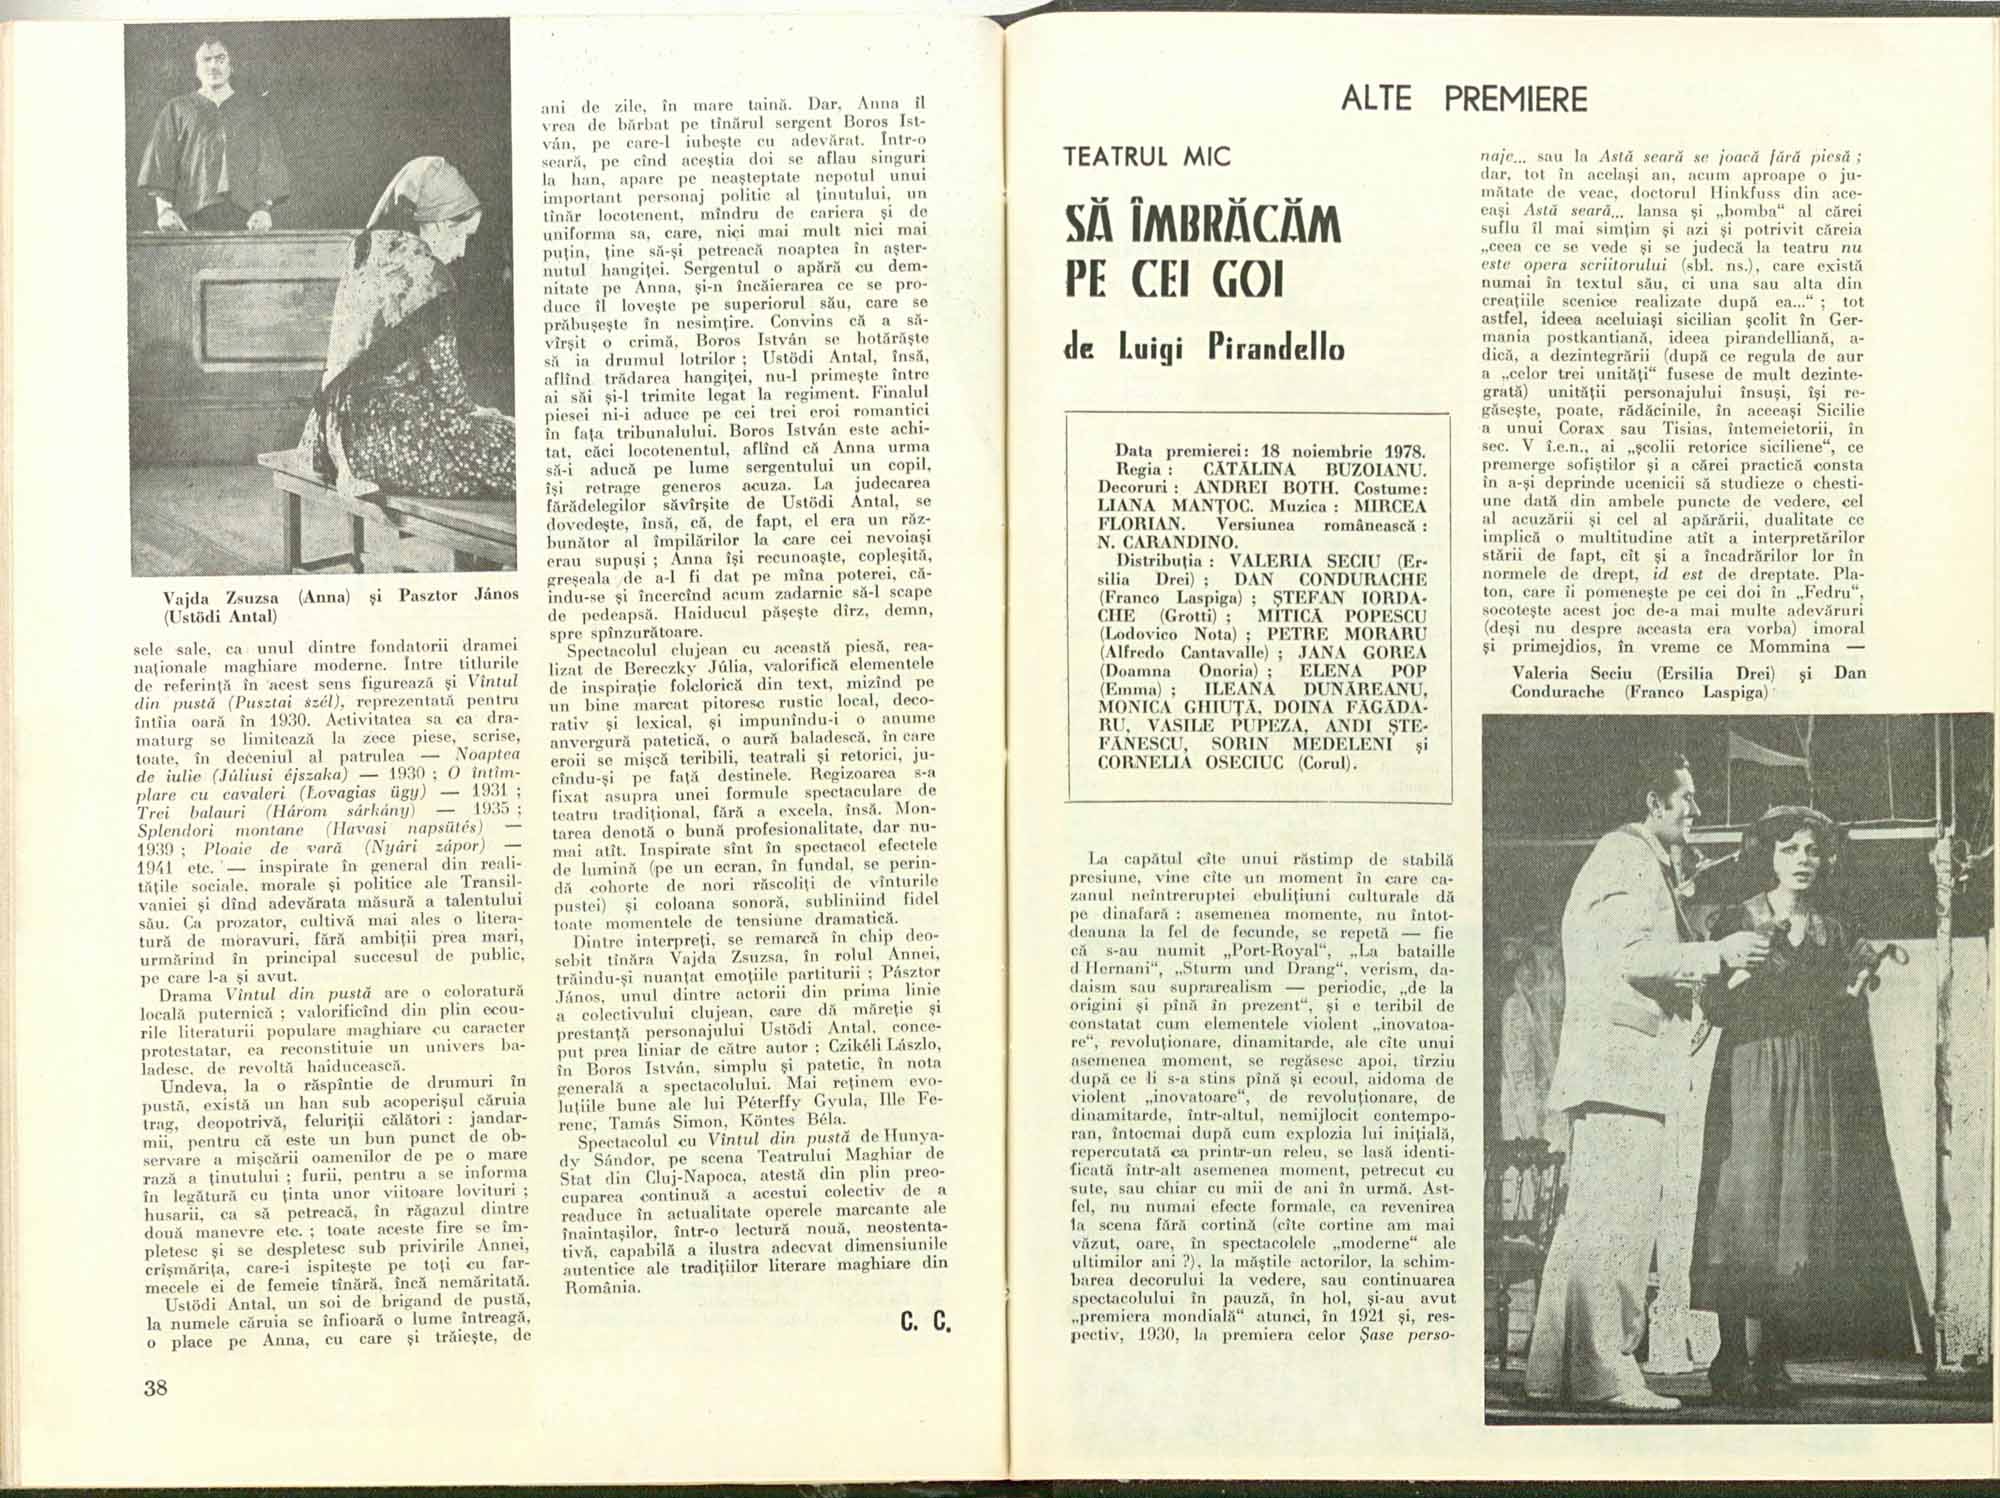 Vajda Zsuzsa (Anna) și Pasztor János
(Ustödi Antal)
sele sale, ca unul dintre fondatorii dramei
naționale maghiare moderne. Între titlurile
de referință în acest sens figurează și Vîntul
din pustă (Pusztai szél), reprezentată pentru
întîia oară în 1930. Activitatea sa ca dra-
maturg se limitează la zece piese, scrise,
toate, în deceniul al patrulea — Noaptea
de iulie (Júliusi éjszaka) — 1930 ; O întîm-
plare cu cavaleri (Lovagias ügy) — 1931 ;
Trei balauri (Három sárkány) — 1935 ;
Splendori montane (Havasi napsütés) —
1939 ; Ploaie de vară (Nyári zápor) —
1941 etc. — inspirate în general din reali-
tățile sociale, morale și politice ale Transil-
vaniei și dînd adevărata măsură a talentului
său. Ca prozator, cultivă mai ales o litera-
tură de moravuri, fără ambiții prea mari,
urmărind în principal succesul de public,
pe care l-a și avut.
Drama Vîntul din pustă are o coloratură
locală puternică ; valorificînd din plin ecou-
rile literaturii populare maghiare cu caracter
protestatar, ea reconstituie un univers ba-
ladesc, de revoltă haiducească.
Undeva, la o răspîntie de drumuri în
pustă, există un han sub acoperișul căruia
trag, deopotrivă, feluriții călători : jandar-
mii, pentru că este un bun punct de ob-
servare a mișcării oamenilor de pe o mare
rază a ținutului ; furii, pentru a se informa
în legătură cu ținta unor viitoare lovituri ;
husarii, ca să petreacă, în răgazul dintre
două manevre etc. ; toate aceste fire se îm-
pletesc și se despletesc sub privirile Annei,
crîșmărița, care-i ispitește pe toți cu far-
mecele ei de femeie tînără, încă nemăritată.
Ustödi Antal, un soi de brigand de pustă,
la numele căruia se înfioară o lume întreagă,
o place pe Anna, cu care și trăiește, de
38
ani de zile, în mare taină. Dar, Anna îl
vrea de bărbat pe tînărul sergent Boros Ist-
ván, pe care-l iubește cu adevărat. Într-o
seară, pe cînd aceștia doi se aflau singuri
la han, apare pe neașteptate nepotul unui
important personaj politic al ținutului, un
tînăr locotenent, mîndru de cariera și de
uniforma sa, care, nici mai mult nici mai
puțin, ține să-și petreacă noaptea în așter-
nutul hangiței. Sergentul o apără cu dem-
nitate pe Anna, și-n încăierarea ce se pro-
duce îl lovește pe superiorul său, care se
prăbușește în nesimțire. Convins că a să-
vîrșit o crimă, Boros István se hotărăște
să ia drumul lotrilor ; Ustödi Antal, însă,
aflînd trădarea hangiței, nu-l primește între
ai săi și-l trimite legat la regiment. Finalul
piesei ni-i aduce pe cei trei eroi romantici
în fața tribunalului. Boros István este achi-
tat, căci locotenentul, aflînd că Anna urma
să-i aducă pe lume sergentului un copil,
își retrage generos acuza. La judecarea
fărădelegilor săvîrșite de Ustödi Antal, se
dovedește, însă, că, de fapt, el era un răz-
bunător al împilărilor la care cei nevoiași
erau supuși ; Anna își recunoaște, copleșită,
greșeala de a-l fi dat pe mîna poterei, că-
indu-se și încercînd acum zadarnic să-l scape
de pedeapsă. Haiducul pășește dîrz, demn,
spre spînzurătoare.
Spectacolul clujean cu această piesă, rea-
lizat de Bereczky Júlia, valorifică elementele
de inspirație folclorică din text, mizînd pe
un bine marcat pitoresc rustic local, deco-
rativ și lexical, și impunîndu-i o anume
anvergură patetică, o aură baladescă, în care
eroii se mișcă teribili, teatrali și retorici, ju-
cîndu-și pe față destinele. Regizoarea s-a
fixat asupra unei formule spectaculare de
teatru tradițional, fără a excela, însă. Mon-
tarea denotă o bună profesionalitate, dar nu-
mai atît. Inspirate sînt în spectacol efectele
de lumină (pe un ecran, în fundal, se perin-
dă cohorte de nori răscoliți de vînturile
pustei) și coloana sonoră, subliniind fidel
toate momentele de tensiune dramatică.
Dintre interpreți, se remarcă în chip deo-
sebit tînăra Vajda Zsuzsa, în rolul Annei,
trăindu-și nuanțat emoțiile partiturii ; Pásztor
János, unul dintre actorii din prima linie
a colectivului clujean, care dă măreție și
prestanță personajului Ustödi Antal, conce-
put prea liniar de către autor ; Czikéli Lászlo,
în Boros István, simplu și patetic, în nota
generală a spectacolului. Mai reținem evo-
luțiile bune ale lui Péterffy Gyula, Ille Fe-
renc, Tamás Simon, Köntes Béla.
Spectacolul cu Vîntul din pustă de Hunya-
dy Sándor, pe scena Teatrului Maghiar de
Stat din Cluj-Napoca, atestă din plin preo-
cuparea continuă a acestui colectiv de a
readuce în actualitate operele marcante ale
înaintașilor, într-o lectură nouă, neostenta-
tivă, capabilă a ilustra adecvat dimensiunile
autentice ale tradițiilor literare maghiare din
România.
C. C.
ALTE PREMIERE
TEATRUL MIC
SĂ ÎMBRĂCĂM
PE CEI GOI
de Luigi Pirandello
Data premierei: 18 noiembrie 1978.
Regia : CĂTĂLINA BUZOIANU.
Decoruri : ANDREI BOTH. Costume:
LIANA MANȚOC. Muzica : MIRCEA
FLORIAN. Versiunea românească :
N. CARANDINO.
Distribuția : VALERIA SECIU (Er-
silia Drei) ; DAN CONDURACHE
(Franco Laspiga) ; ȘTEFAN IORDA-
CHE (Grotti) ; MITICĂ POPESCU
(Lodovico Nota) ; PETRE MORARU
(Alfredo Cantavalle) ; JANA GOREA
(Doamna Onoria) ; ELENA POP
(Emma) ; ILEANA DUNĂREANU,
MONICA GHIUȚĂ, DOINA FĂGĂDA-
RU, VASILE PUPEZA, ANDI ȘTE-
FĂNESCU, SORIN MEDELENI și
CORNELIA OSECIUC (Corul).
La capătul cîte unui răstimp de stabilă
presiune, vine cîte un moment în care ca-
zanul neîntreruptei ebulițiuni culturale dă
pe dinafară : asemenea momente, nu întot-
deauna la fel de fecunde, se repetă — fie
că s-au numit „Port-Royal“, „La bataille
d'Hernani“, „Sturm und Drang“, verism, da-
daism sau suprarealism — periodic, „de la
origini și pînă în prezent“, și e teribil de
constatat cum elementele violent „inovatoa-
re“, revoluționare, dinamitarde, ale cîte unui
asemenea moment, se regăsesc apoi, tîrziu
după ce li s-a stins pînă și ecoul, aidoma de
violent „inovatoare“, de revoluționare, de
dinamitarde, într-altul, nemijlocit contempo-
ran, întocmai după cum explozia lui inițială,
repercutată ca printr-un releu, se lasă identi-
ficată într-alt asemenea moment, petrecut cu
sute, sau chiar cu mii de ani în urmă. Ast-
fel, nu numai efecte formale, ca revenirea
la scena fără cortină (cîte cortine am mai
văzut, oare, în spectacolele „moderne“ ale
ultimilor ani ?), la măștile actorilor, la schim-
barea decorului la vedere, sau continuarea
spectacolului în pauză, în hol, și-au avut
„premiera mondială“ atunci, în 1921 și, res-
pectiv, 1930, la premiera celor Șase perso-
naje... sau la Astă seară se joacă fără piesă ;
dar, tot în același an, acum aproape o ju-
mătate de veac, doctorul Hinkfuss din ace-
eași Astă seară... lansa și „bomba“ al cărei
suflu îl mai simțim și azi și potrivit căreia
„ceea ce se vede și se judecă la teatru nu
este opera scriitorului (sbl. ns.), care există
numai în textul său, ci una sau alta din
creațiile scenice realizate după ea...“ ; tot
astfel, ideea aceluiași sicilian școlit în Ger-
mania postkantiană, ideea pirandelliană, a-
dică, a dezintegrării (după ce regula de aur
a „celor trei unități“ fusese de mult dezinte-
grată) unității personajului însuși, își re-
găsește, poate, rădăcinile, în aceeași Sicilie
a unui Corax sau Tisias, întemeietorii, în
sec. V î.e.n., ai „școlii retorice siciliene“, ce
premerge sofiștilor și a cărei practică consta
în a-și deprinde ucenicii să studieze o chesti-
une dată din ambele puncte de vedere, cel
al acuzării și cel al apărării, dualitate ce
implică o multitudine atît a interpretărilor
stării de fapt, cît și a încadrărilor lor în
normele de drept, id est de dreptate. Pla-
ton, care îi pomenește pe cei doi în „Fedru“,
socotește acest joc de-a mai multe adevăruri
(deși nu despre aceasta era vorba) imoral
și primejdios, în vreme ce Mommina —
Valeria Seciu (Ersilia Drei) și Dan
Condurache (Franco Laspiga)